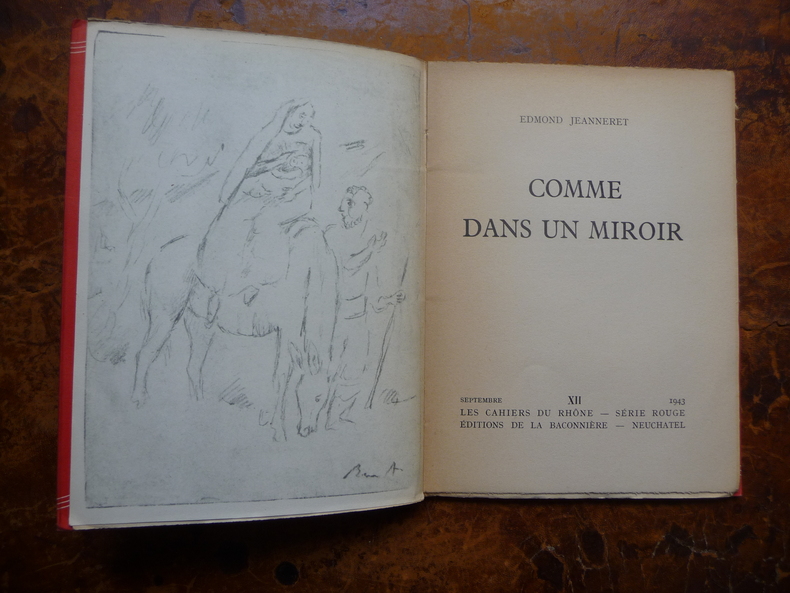 EDMOND JEANNERET
COMME
DANS UN MIROIR
SEPTEMBRE XII 1943
LES CAHIERS DU RHÔNE — SÉRIE ROUGE
ÉDITIONS DE LA BACONNIÈRE — NEUCHATEL